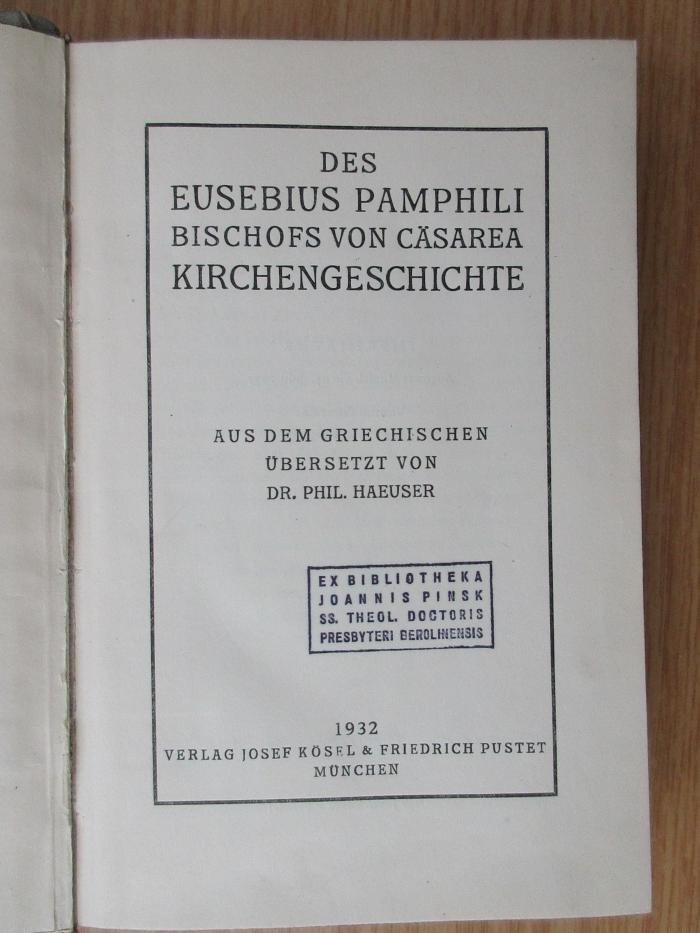 DES
EUSEBIUS PAMPHILI
BISCHOFS VON CÄSAREA
KIRCHENGESCHICHTE
AUS DEM GRIECHISCHEN
ÜBERSETZT VON
DR. PHIL. HAEUSER
EX BIBLIOTHEKA
JOANNIS PINSK
SS. THEOL. DOCTORIS
PRESBYTERI BEROLINENSIS
1932
VERLAG JOSEF KÖSEL & FRIEDRICH PUSTET
MÜNCHEN